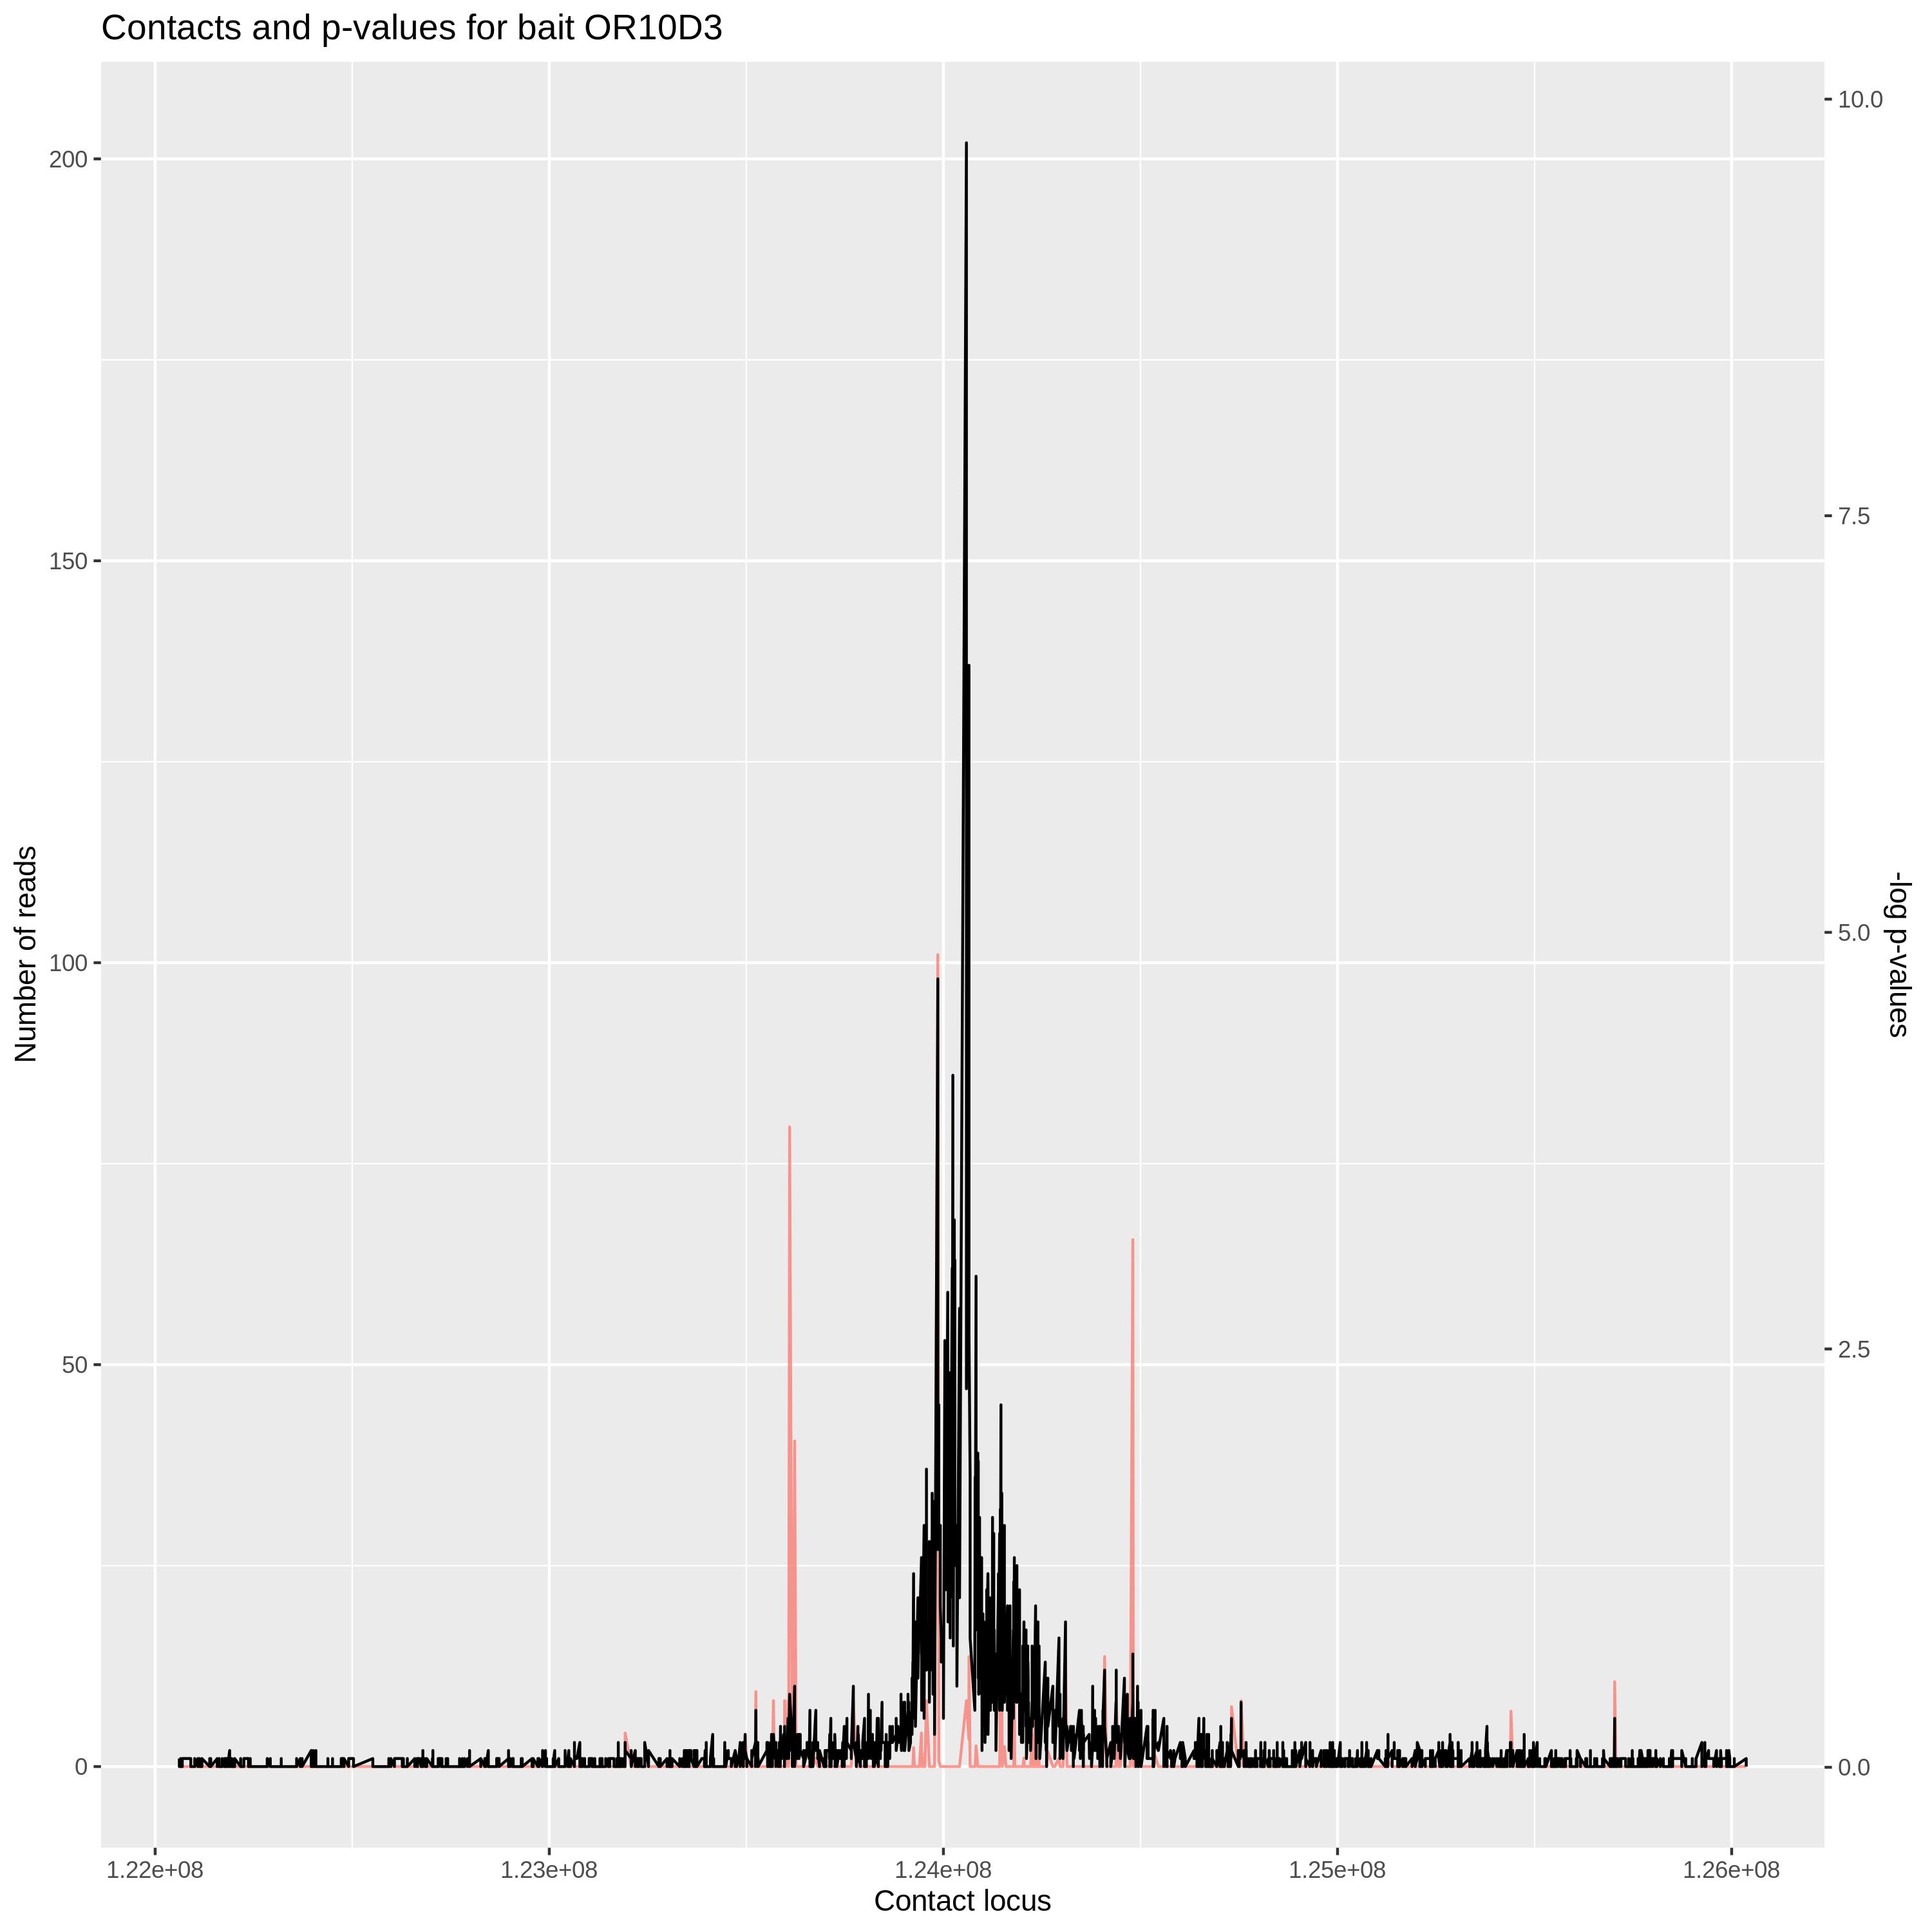 Contacts and p-values for bait OR10D3
200
150
100
50
0
Number of reads
10.0
7.5
5.0
2.5
0.0
-log p-values
1.22e+08 1.23e+08 1.24e+08 1.25e+08 1.26e+08
Contact locus